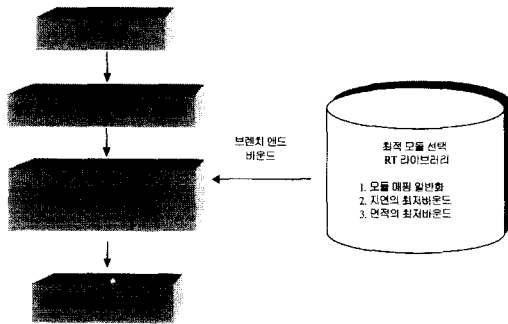 브렌치 앤드
바운드
최적 모듈 선택
RT 라이브러리
1. 모듈 매핑 일반화
2. 지연의 최저바운드
3. 면적의 최저바운드